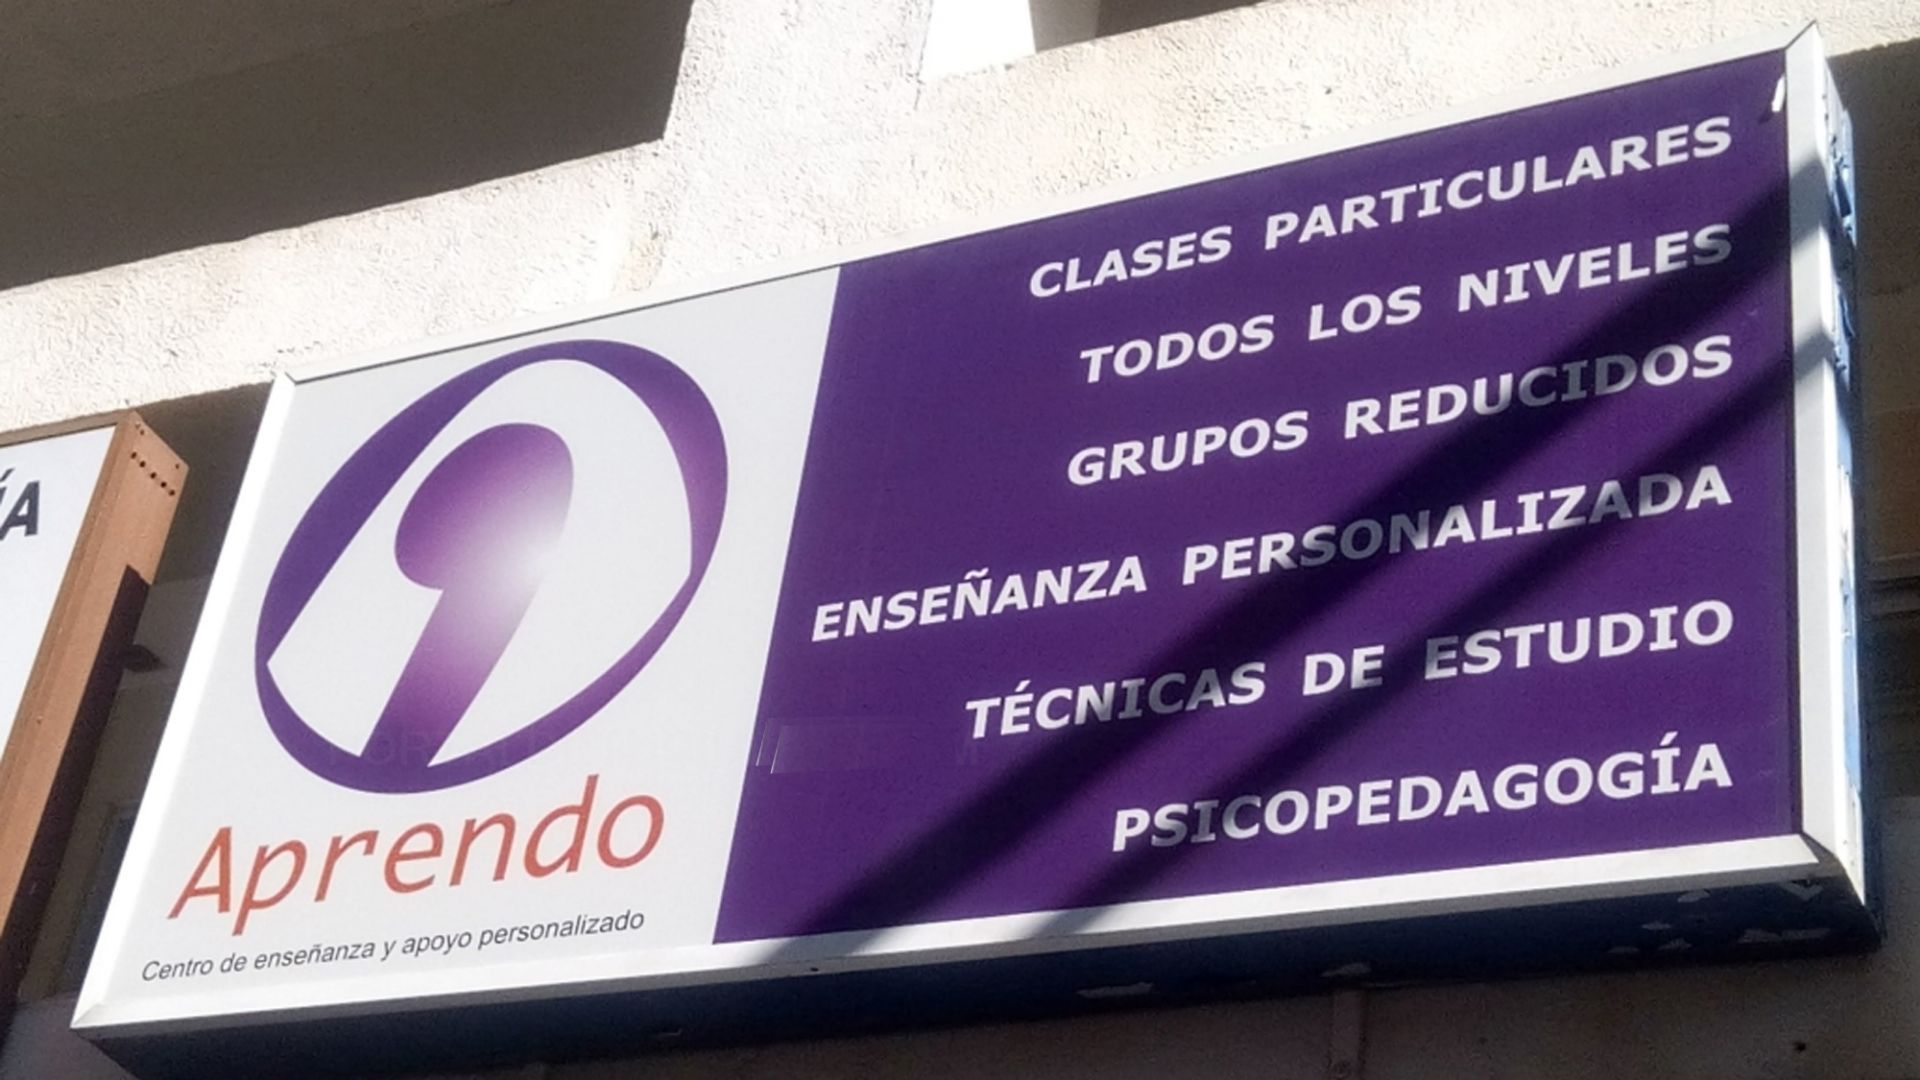 ÍA
Aprendo
Centro de enseñanza y apoyo personalizado
CLASES PARTICULARES
TODOS LOS NIVELES
GRUPOS REDUCIDOS
ENSEÑANZA PERSONALIZADA
TÉCNICAS DE ESTUDIO
PSICOPEDAGOGÍA